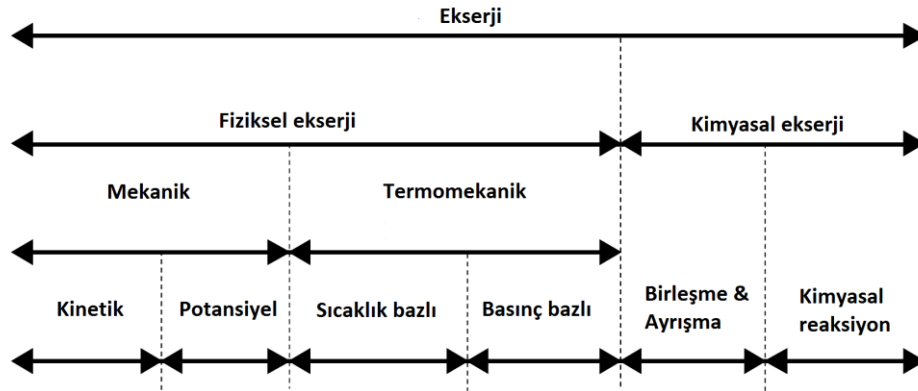 Ekserji
Fiziksel ekserji
Kimyasal ekserji
Mekanik
Termomekanik
Kinetik
Potansiyel
Sıcaklık bazlı
Basınç bazlı
Birleşme &
Ayrışma
Kimyasal
reaksiyon